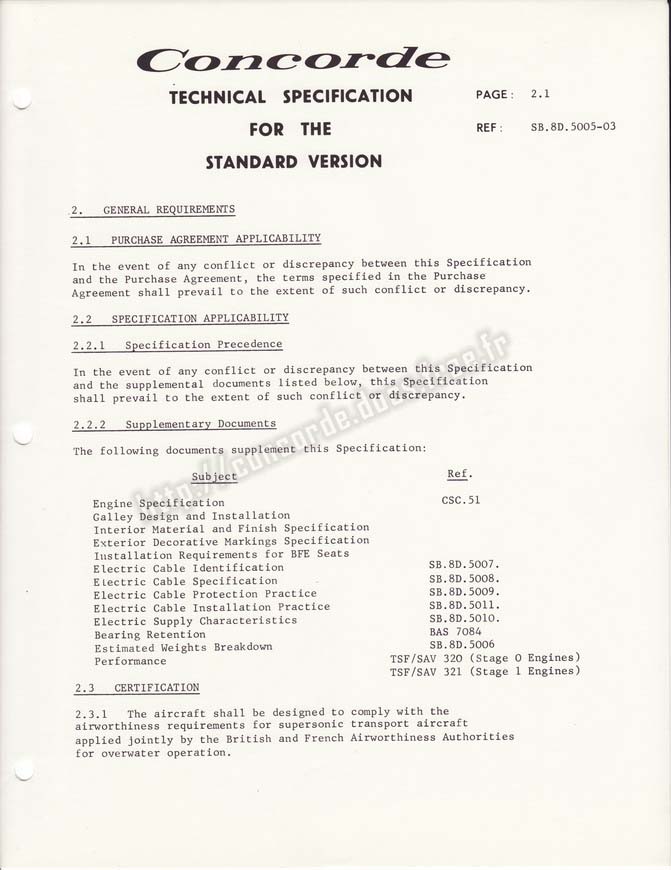 Concorde
TECHNICAL SPECIFICATION
FOR THE
STANDARD VERSION
PAGE: 2.1
REF: SB.8D.5005-03
2. GENERAL REQUIREMENTS
2.1 PURCHASE AGREEMENT APPLICABILITY
In the event of any conflict or discrepancy between this Specification
and the Purchase Agreement, the terms specified in the Purchase
Agreement shall prevail to the extent of such conflict or discrepancy.
2.2 SPECIFICATION APPLICABILITY
2.2.1 Specification Precedence
In the event of any conflict or discrepancy between this Specification
and the supplemental documents listed below, this Specification
shall prevail to the extent of such conflict or discrepancy.
2.2.2 Supplementary Documents
The following documents supplement this Specification:
Subject Ref.
Engine Specification CSC.51
Galley Design and Installation
Interior Material and Finish Specification
Exterior Decorative Markings Specification
Installation Requirements for BFE Seats
Electric Cable Identification SB.8D.5007.
Electric Cable Specification SB.8D.5008.
Electric Cable Protection Practice SB.8D.5009.
Electric Cable Installation Practice SB.8D.5011.
Electric Supply Characteristics SB.8D.5010.
Bearing Retention BAS 7084
Estimated Weights Breakdown SB.8D.5006
Performance TSF/SAV 320 (Stage 0 Engines)
TSF/SAV 321 (Stage 1 Engines)
2.3 CERTIFICATION
2.3.1 The aircraft shall be designed to comply with the
airworthiness requirements for supersonic transport aircraft
applied jointly by the British and French Airworthiness Authorities
for overwater operation.